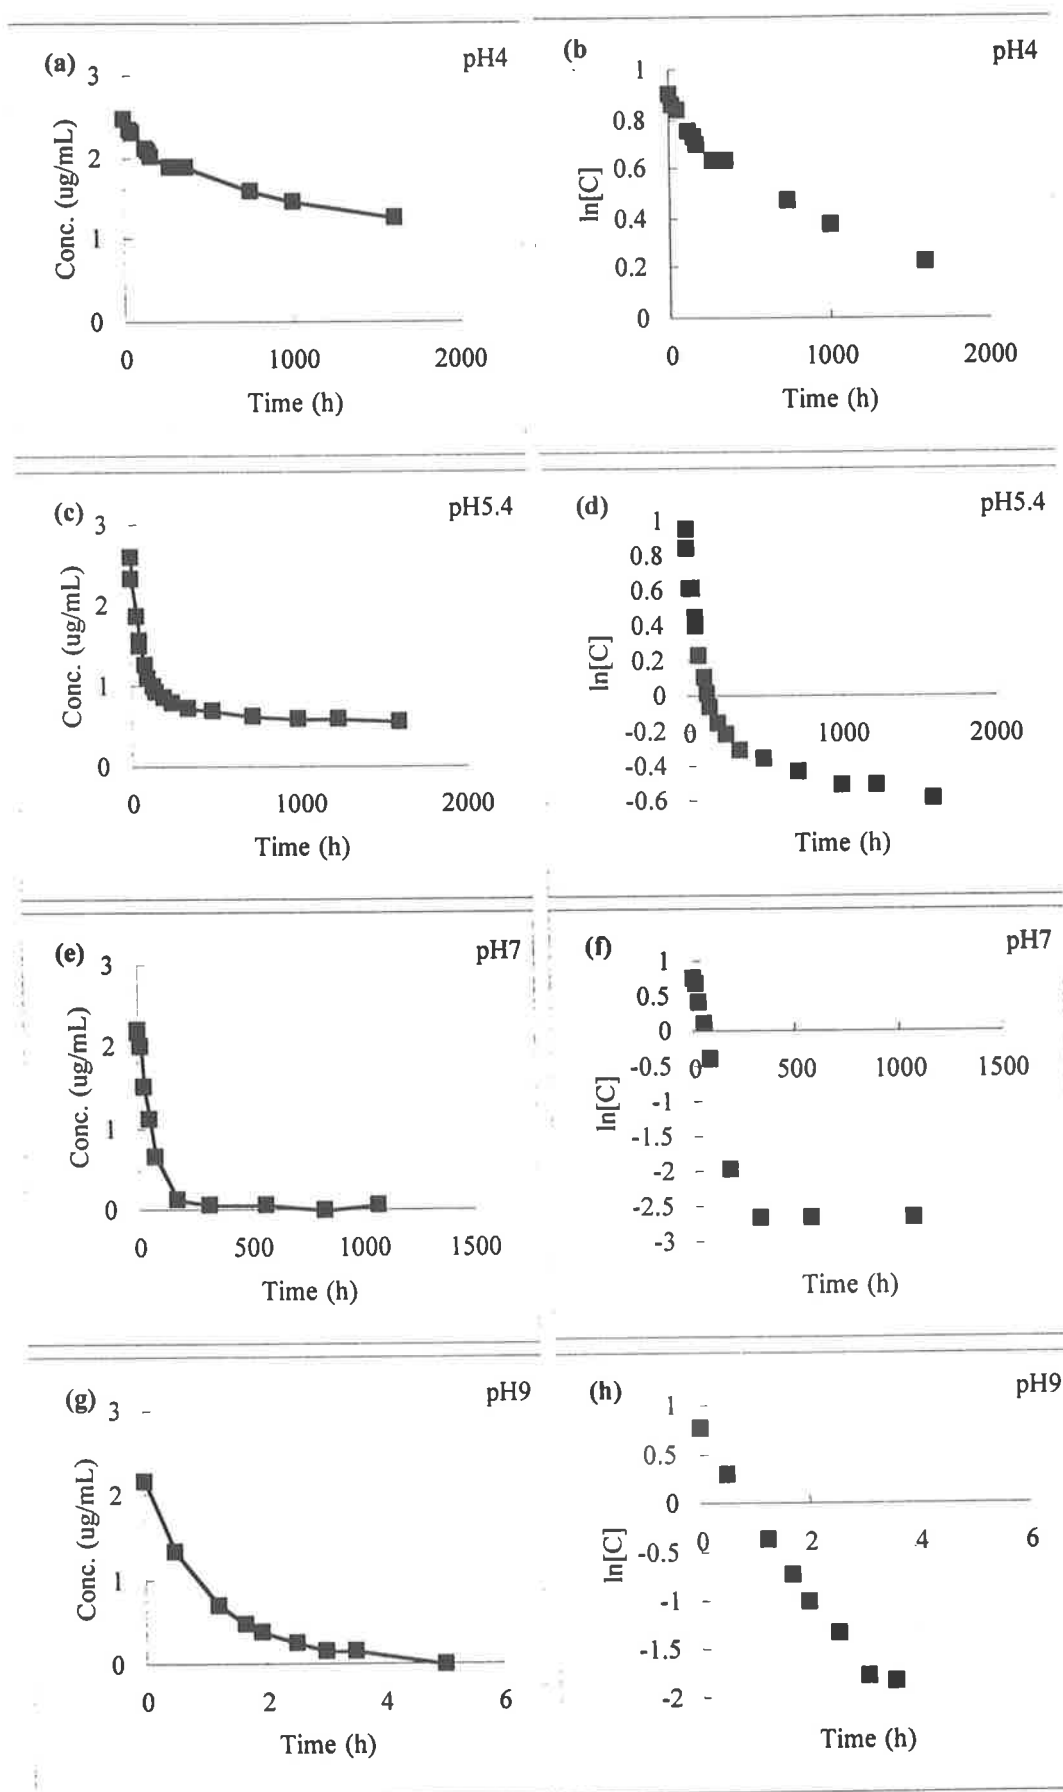 (a) pH4
3
2
1
0
Conc. (ug/mL)
0 1000 2000
Time (h)
(b) pH4
1
0.8
0.6
0.4
0.2
0
ln[C]
0 1000 2000
Time (h)
(c) pH5.4
3
2
1
0
Conc. (ug/mL)
0 1000 2000
Time (h)
(d) pH5.4
1
0.8
0.6
0.4
0.2
0
-0.2
-0.4
-0.6
ln[C]
0 1000 2000
Time (h)
(e) pH7
3
2
1
0
Conc. (ug/mL)
0 500 1000 1500
Time (h)
(f) pH7
1
0.5
0
-0.5
-1
-1.5
-2
-2.5
-3
ln[C]
0 500 1000 1500
Time (h)
(g) pH9
3
2
1
0
Conc. (ug/mL)
0 2 4 6
Time (h)
(h) pH9
1
0.5
0
-0.5
-1
-1.5
-2
ln[C]
0 2 4 6
Time (h)